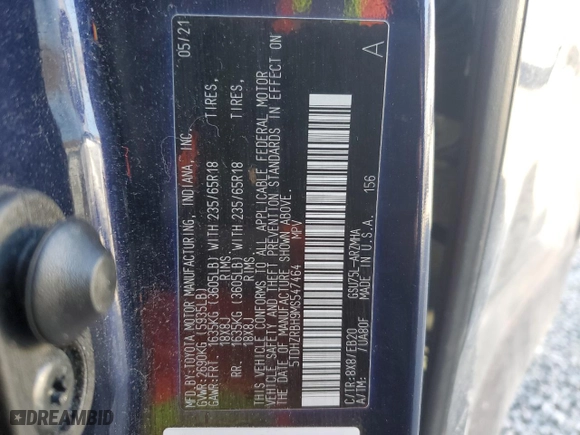 MFD.BY:TOYOTA MOTOR MANUFACTURING, INDIANA, INC. 05/21
GVWR:2690KG (5935LB)
GAWR:FRT. 1635KG( 3605LB) WITH 235/65R18 TIRES,
18X8J RIMS,
RR. 1635KG( 3605LB) WITH 235/65R18 TIRES,
18X8J RIMS,
THIS VEHICLE CONFORMS TO ALL APPLICABLE FEDERAL MOTOR
VEHICLE SAFETY AND THEFT PREVENTION STANDARDS IN EFFECT ON
THE DATE OF MANUFACTURE SHOWN ABOVE.
5TDHZRBH9MS547464 MPV A
C/TR:8X8/EB20 GSU75L-ARZMHA
A/TM: /UA80F MADE IN U.S.A. 156
DREAMBID